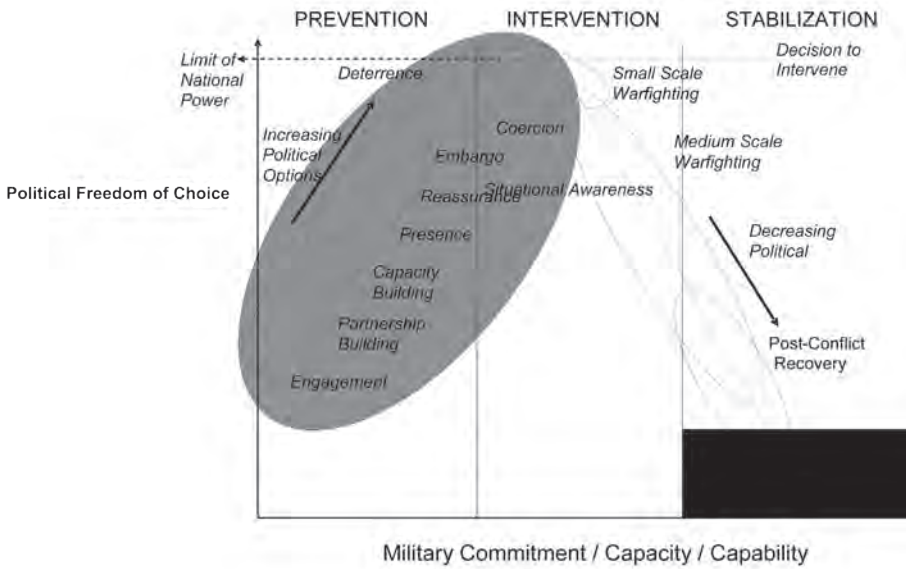 PREVENTION
INTERVENTION
STABILIZATION
Limit of
National
Power
Deterrence
Small Scale
Warfighting
Decision to
Intervene
Increasing
Political
Options
Coercion
Embargo
Medium Scale
Warfighting
Political Freedom of Choice
Reassurance
Situational Awareness
Presence
Decreasing
Political
Capacity
Building
Partnership
Building
Post-Conflict
Recovery
Engagement
Military Commitment / Capacity / Capability